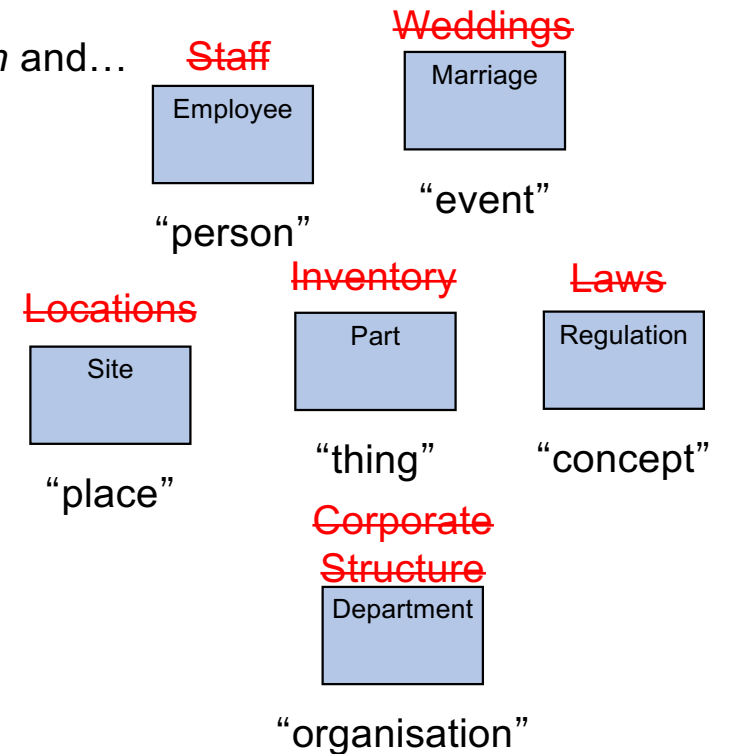 n and…
Staff
Weddings
Employee
Marriage
“person”
“event”
Locations
Inventory
Laws
Site
Part
Regulation
“place”
“thing”
“concept”
Corporate
Structure
Department
“organisation”